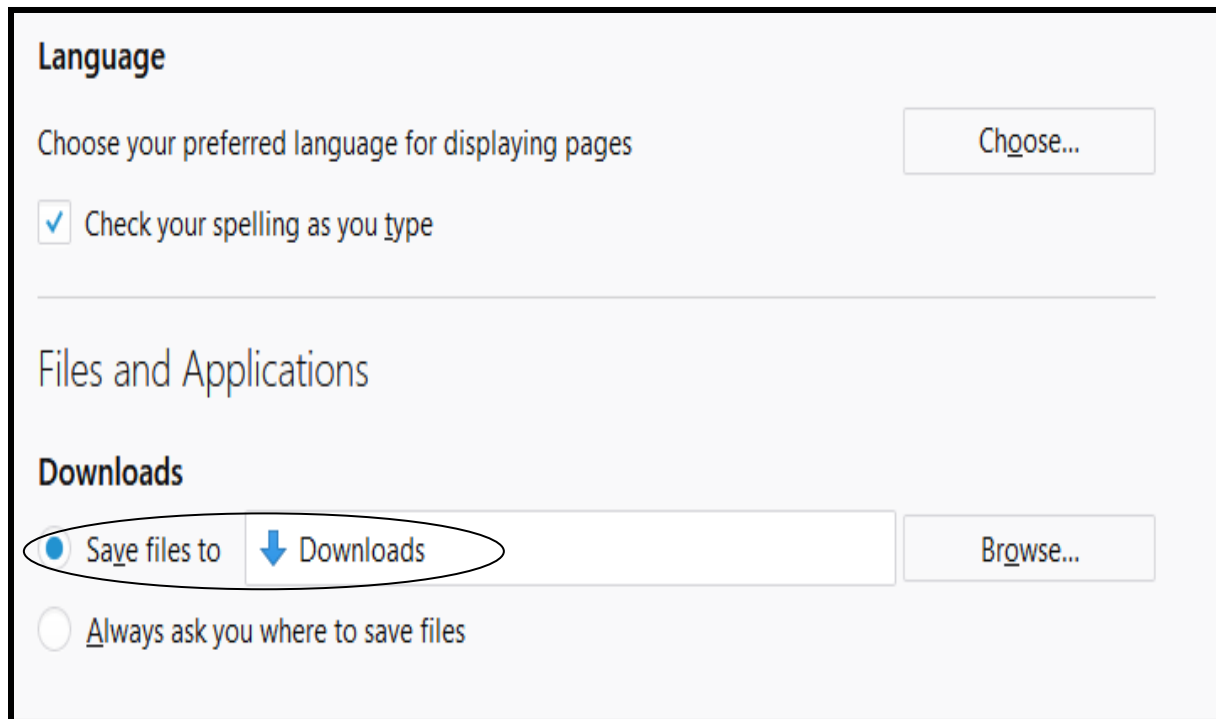 Language
Choose your preferred language for displaying pages
Choose...
Check your spelling as you type
Files and Applications
Downloads
Save files to
Downloads
Browse...
Always ask you where to save files